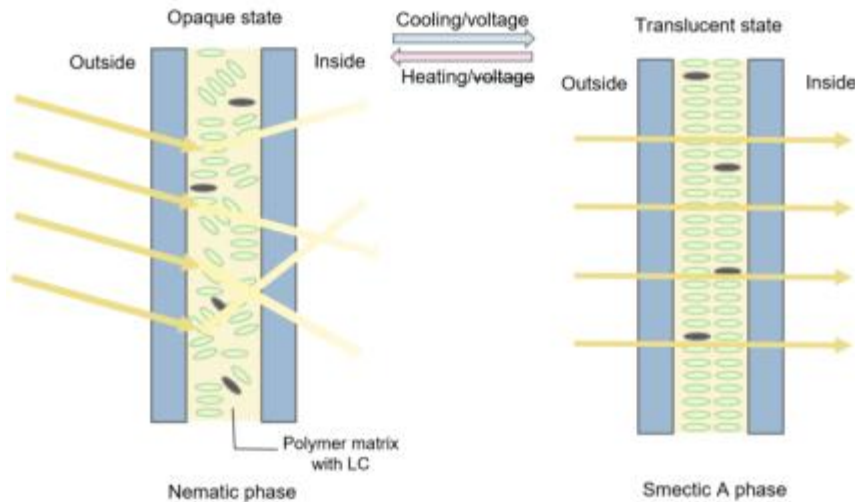 Opaque state
Cooling/voltage
Translucent state
Outside
Inside
Heating/voltage
Outside
Inside
Polymer matrix
with LC
Nematic phase
Smectic A phase